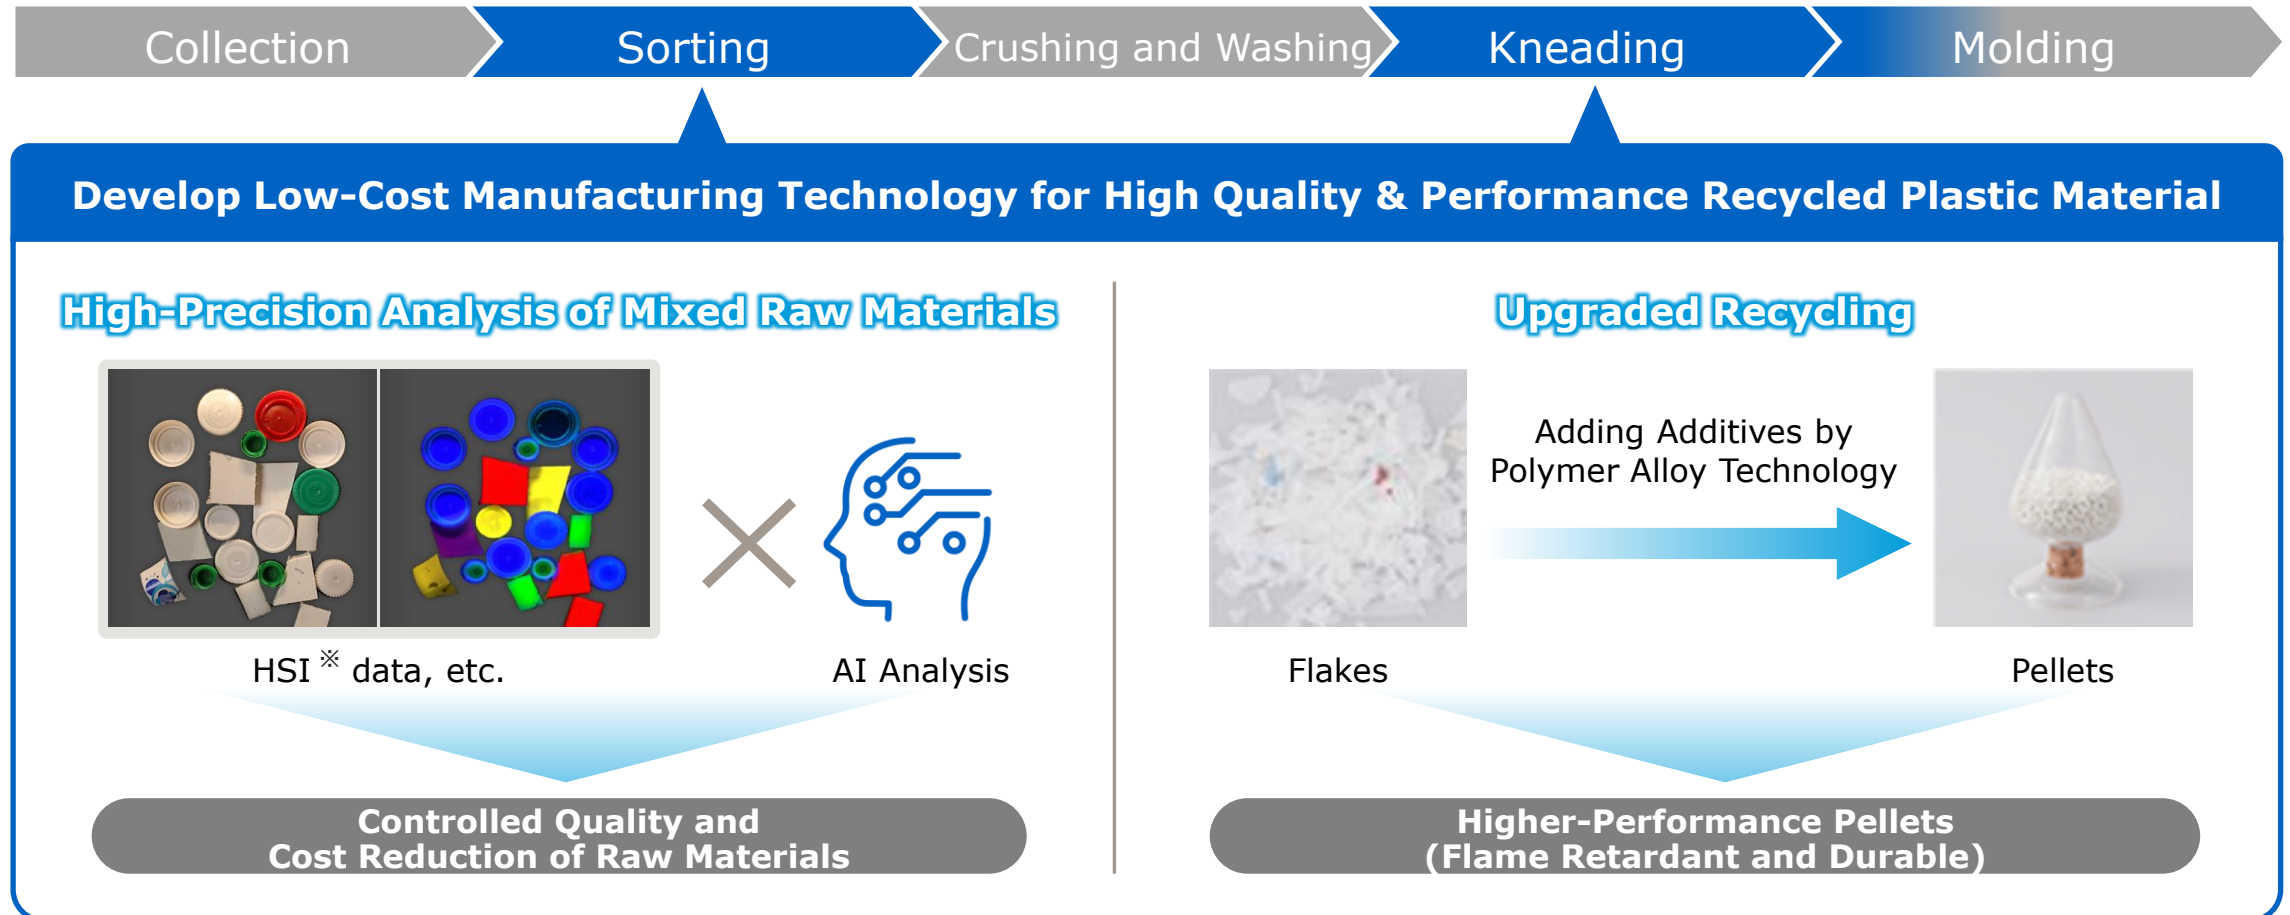 Collection
Sorting
Crushing and Washing
Kneading
Molding
Develop Low-Cost Manufacturing Technology for High Quality & Performance Recycled Plastic Material
High-Precision Analysis of Mixed Raw Materials
HSI ※ data, etc.
AI Analysis
Controlled Quality and
Cost Reduction of Raw Materials
Upgraded Recycling
Adding Additives by
Polymer Alloy Technology
Flakes
Pellets
Higher-Performance Pellets
(Flame Retardant and Durable)